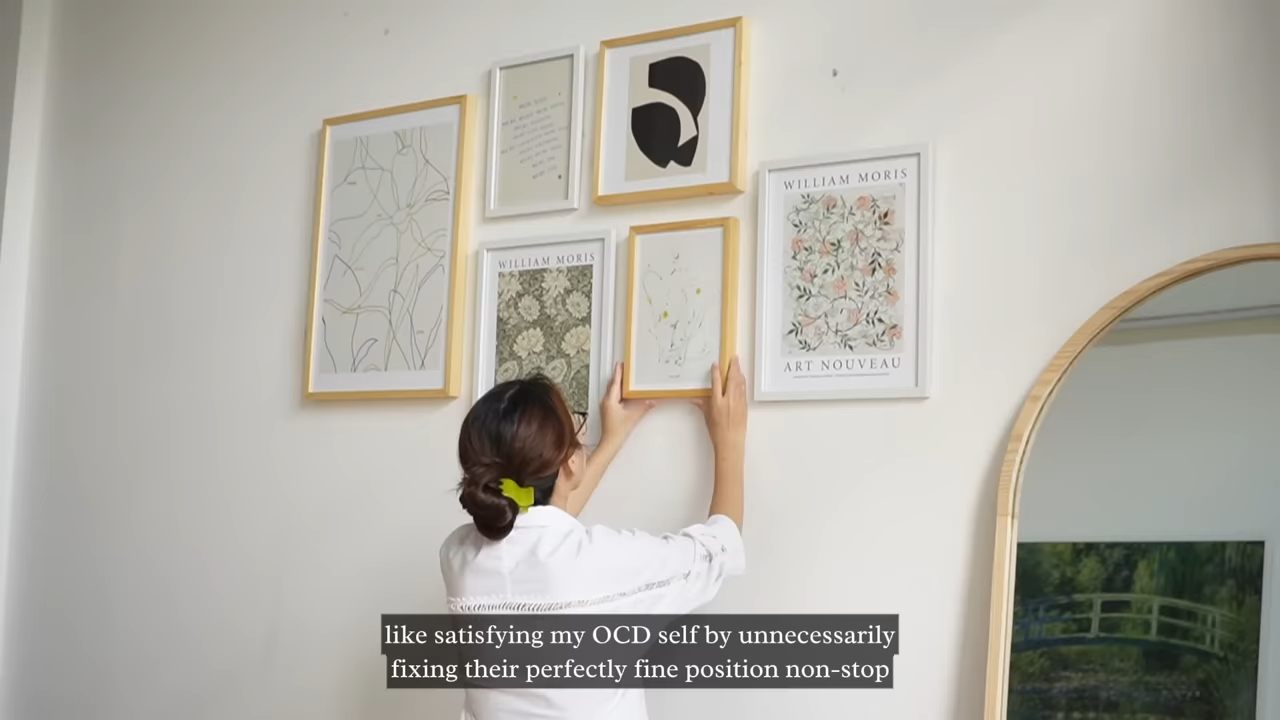 WILLIAM MORIS
WILLIAM MORIS
ART NOUVEAU
like satisfying my OCD self by unnecessarily
fixing their perfectly fine position non-stop